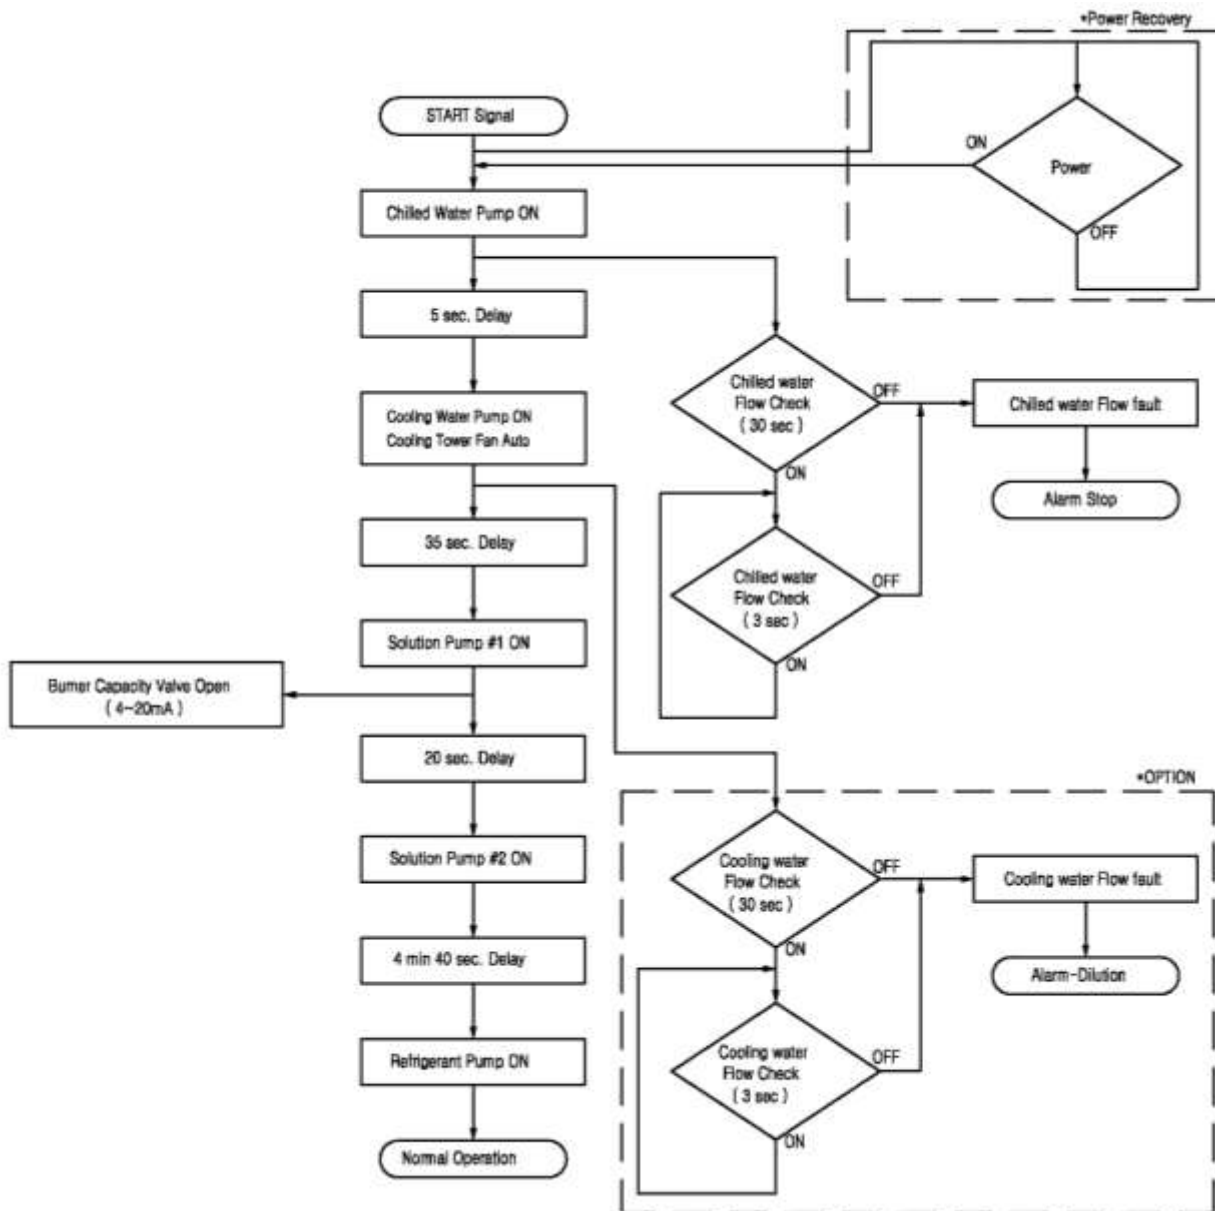 *Power Recovery
START Signal
ON
Power
OFF
Chilled Water Pump ON
5 sec. Delay
Cooling Water Pump ON
Cooling Tower Fan Auto
35 sec. Delay
Solution Pump #1 ON
Burner Capacity Valve Open
( 4~20mA )
20 sec. Delay
Solution Pump #2 ON
4 min 40 sec. Delay
Refrigerant Pump ON
Normal Operation
Chilled water
Flow Check
( 30 sec )
OFF
ON
Chilled water Flow fault
Alarm Stop
Chilled water
Flow Check
( 3 sec )
OFF
ON
*OPTION
Cooling water
Flow Check
( 30 sec )
OFF
ON
Cooling water Flow fault
Alarm-Dilution
Cooling water
Flow Check
( 3 sec )
OFF
ON